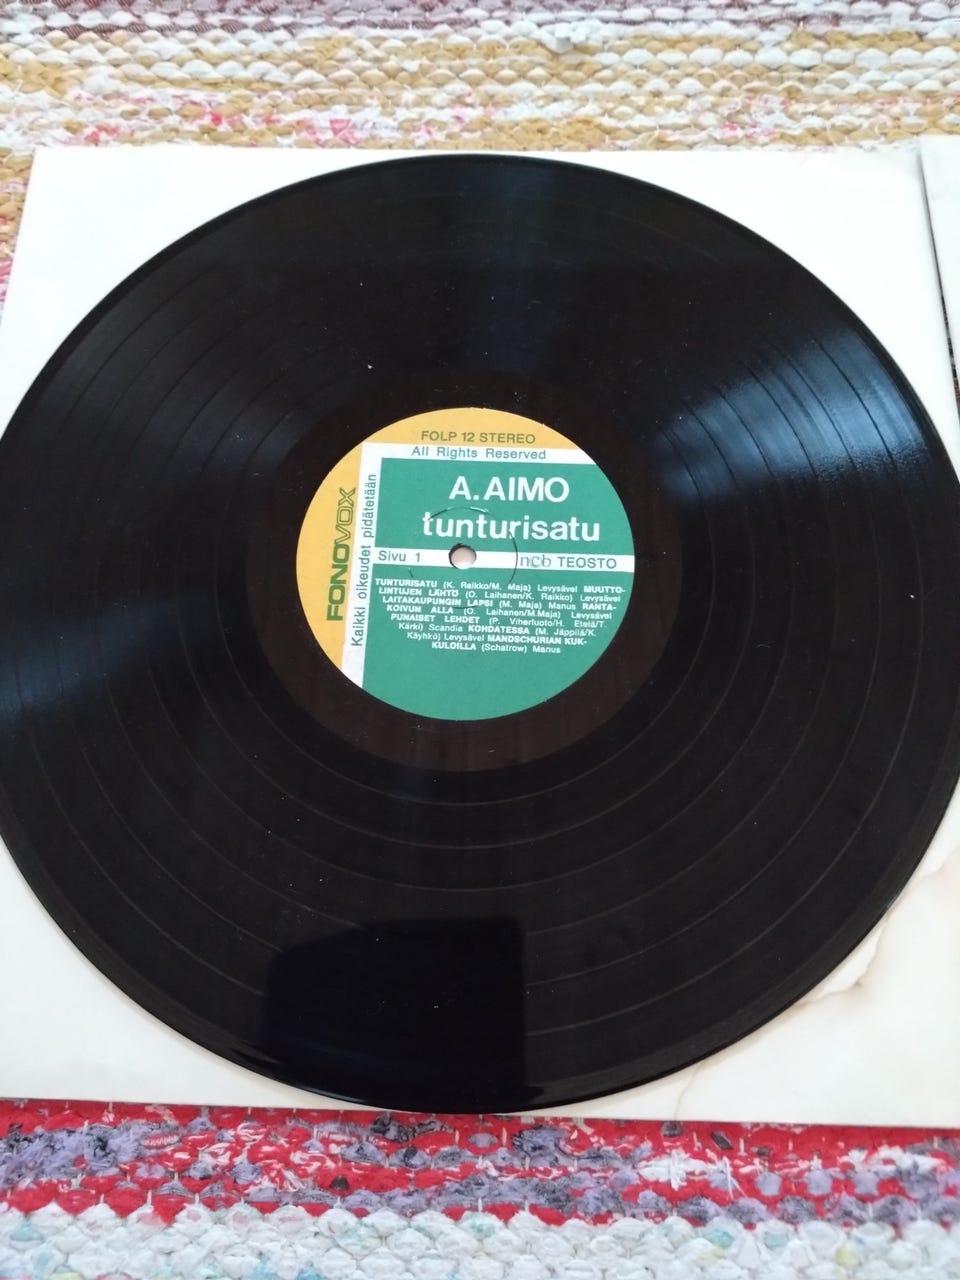 FOLP 12 STEREO
All Rights Reserved
FONOVOX
Kaikki oikeudet pidätetään
A.AIMO
tunturisatu
Sivu 1
ncb TEOSTO
TUNTURISATU (K. Raikko/M. Maja) Levysävel MUUTTO-
LINTUJEN LÄHTÖ (O. Laihanen/K. Raikko) Levysävel
LAITAKAUPUNGIN LAPSI (M. Maja) Manus RANTA-
KOIVUN ALLA (O. Laihanen/M.Maja) Levysävel
PUNAISET LEHDET (P. Viherluoto/H. Etelä/T.
Kärki) Scandia KOHDATESSA (M. Jäppilä/K.
Käyhkö) Levysävel MANDSCHURIAN KUK-
KULOILLA (Schatrow) Manus